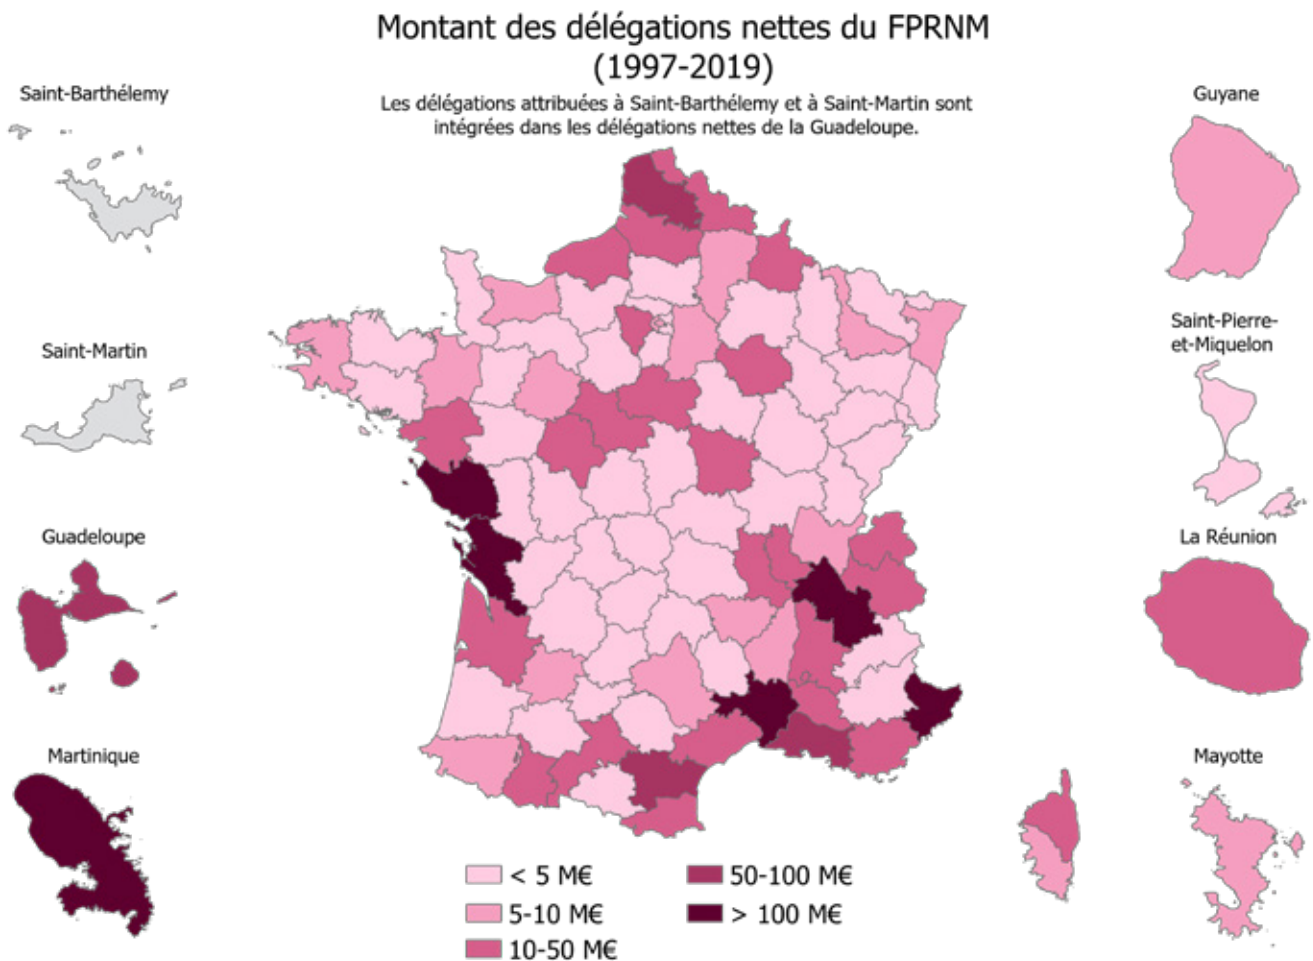 Montant des délégations nettes du FPRNM
(1997-2019)
Les délégations attribuées à Saint-Barthélemy et à Saint-Martin sont
intégrées dans les délégations nettes de la Guadeloupe.
Saint-Barthélemy
Saint-Martin
Guadeloupe
Martinique
Guyane
Saint-Pierre-
et-Miquelon
La Réunion
Mayotte
< 5 M€
5-10 M€
10-50 M€
50-100 M€
> 100 M€